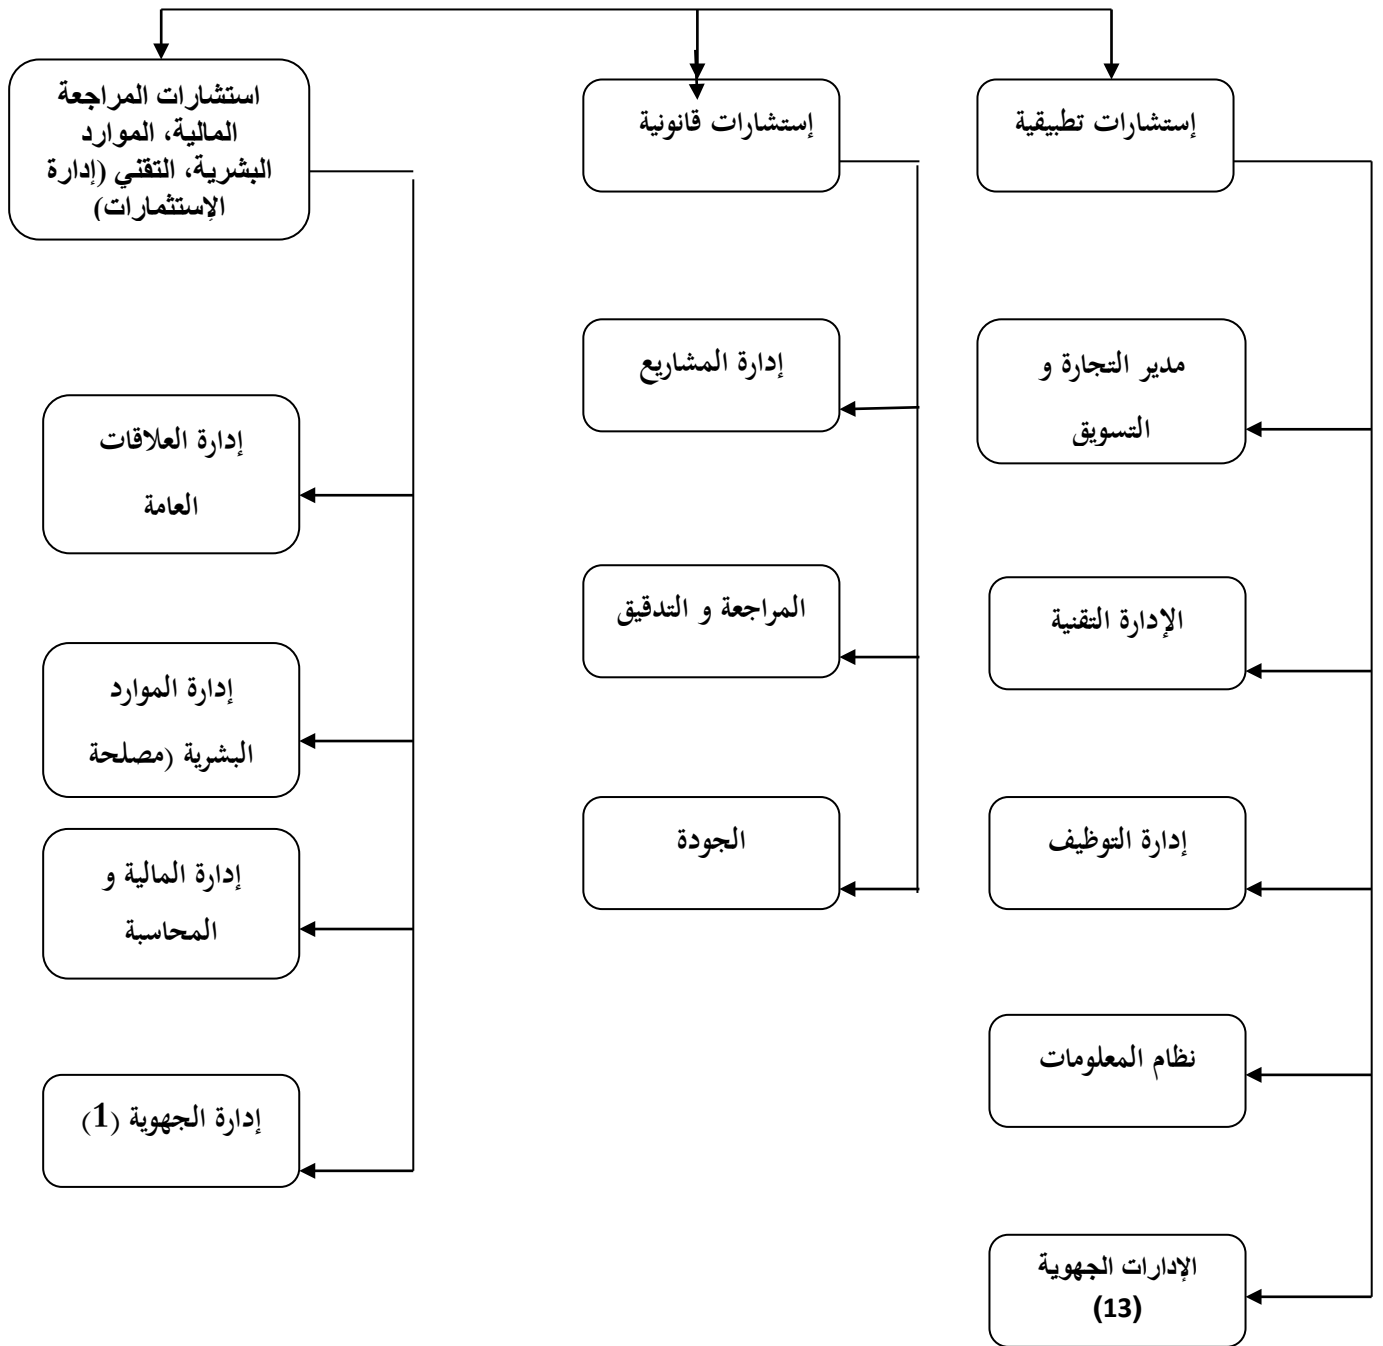 إستشارات تطبيقية
إستشارات قانونية
استشارات المراجعة
المالية، الموارد
البشرية، التقني (إدارة
الإستثمارات)
مدير التجارة و
التسويق
إدارة المشاريع
إدارة العلاقات
العامة
الإدارة التقنية
المراجعة و التدقيق
إدارة الموارد
البشرية (مصلحة
إدارة التوظيف
الجودة
إدارة المالية و
المحاسبة
نظام المعلومات
إدارة الجهوية (1)
الإدارات الجهوية
(13)